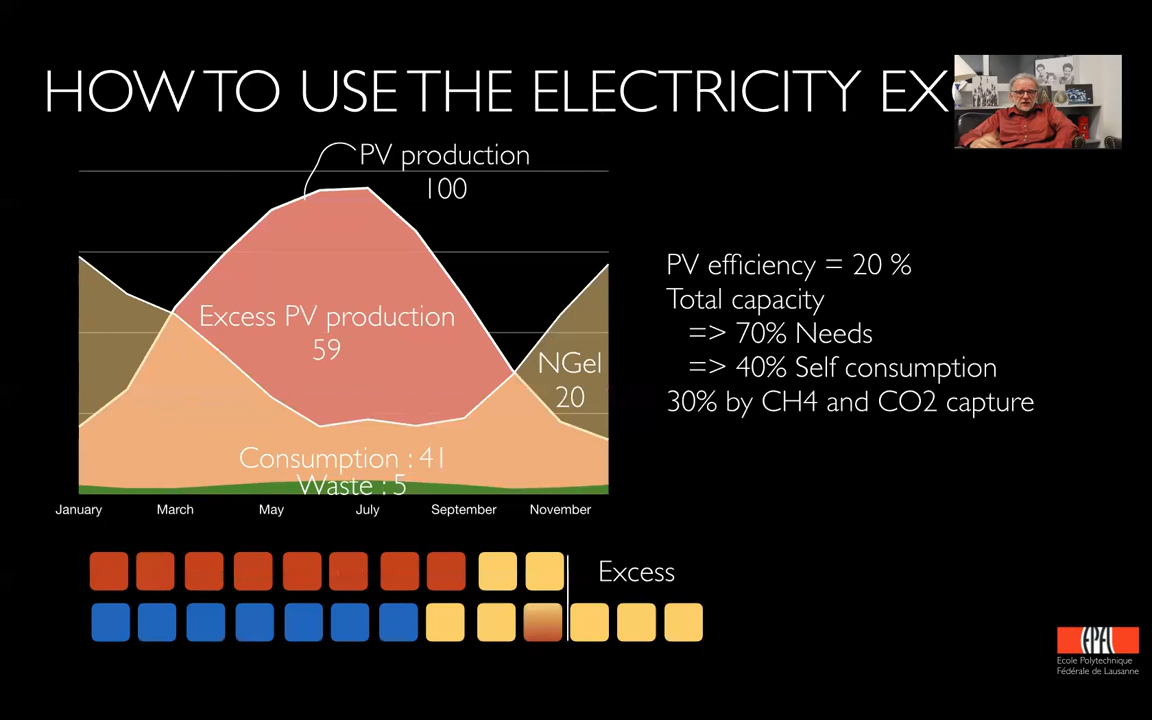 HOW TO USE THE ELECTRICITY EX
PV production
100
Excess PV production
59
NGel
20
Consumption : 41
Waste : 5
January March May July September November
PV efficiency = 20 %
Total capacity
=> 70% Needs
=> 40% Self consumption
30% by CH4 and CO2 capture
Excess
EPFL
Ecole Polytechnique
Fédérale de Lausanne